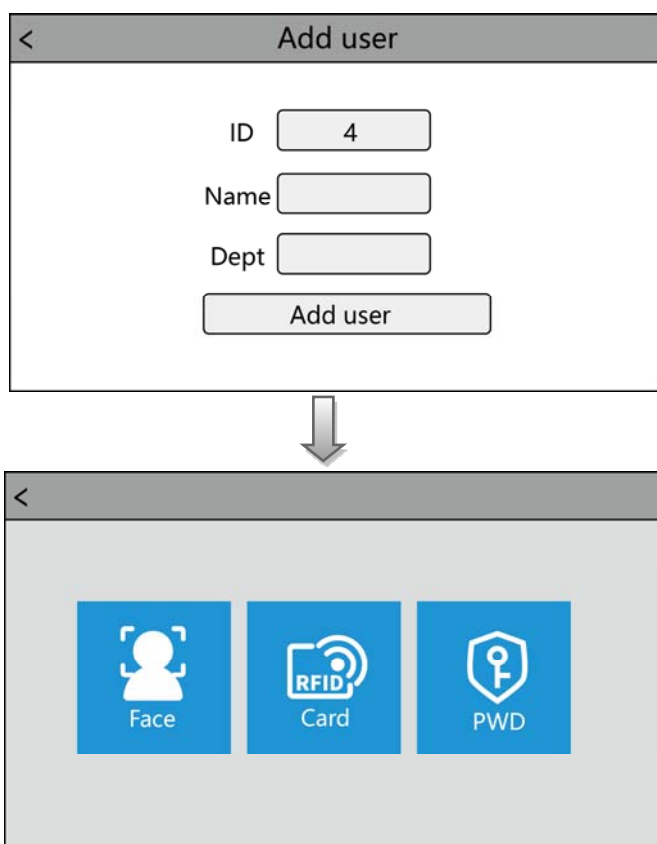 < Add user
ID 4
Name
Dept
Add user
<
RFID
Face Card PWD